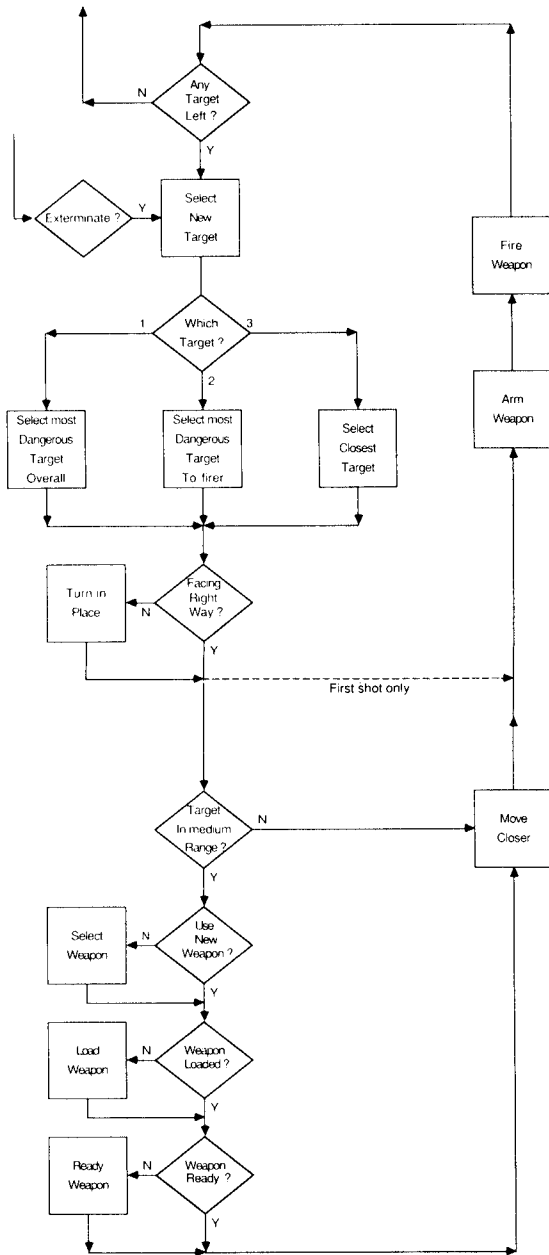 Any
Target
Left ?
N
Y
Exterminate ?
Y
Select
New
Target
Fire
Weapon
1
Which
Target ?
3
2
Arm
Weapon
Select most
Dangerous
Target
Overall
Select most
Dangerous
Target
To firer
Select
Closest
Target
Turn in
Place
N
Facing
Right
Way ?
Y
First shot only
Target
In medium
Range ?
N
Y
Move
Closer
Select
Weapon
N
Use
New
Weapon ?
Y
Load
Weapon
N
Weapon
Loaded ?
Y
Ready
Weapon
N
Weapon
Ready ?
Y